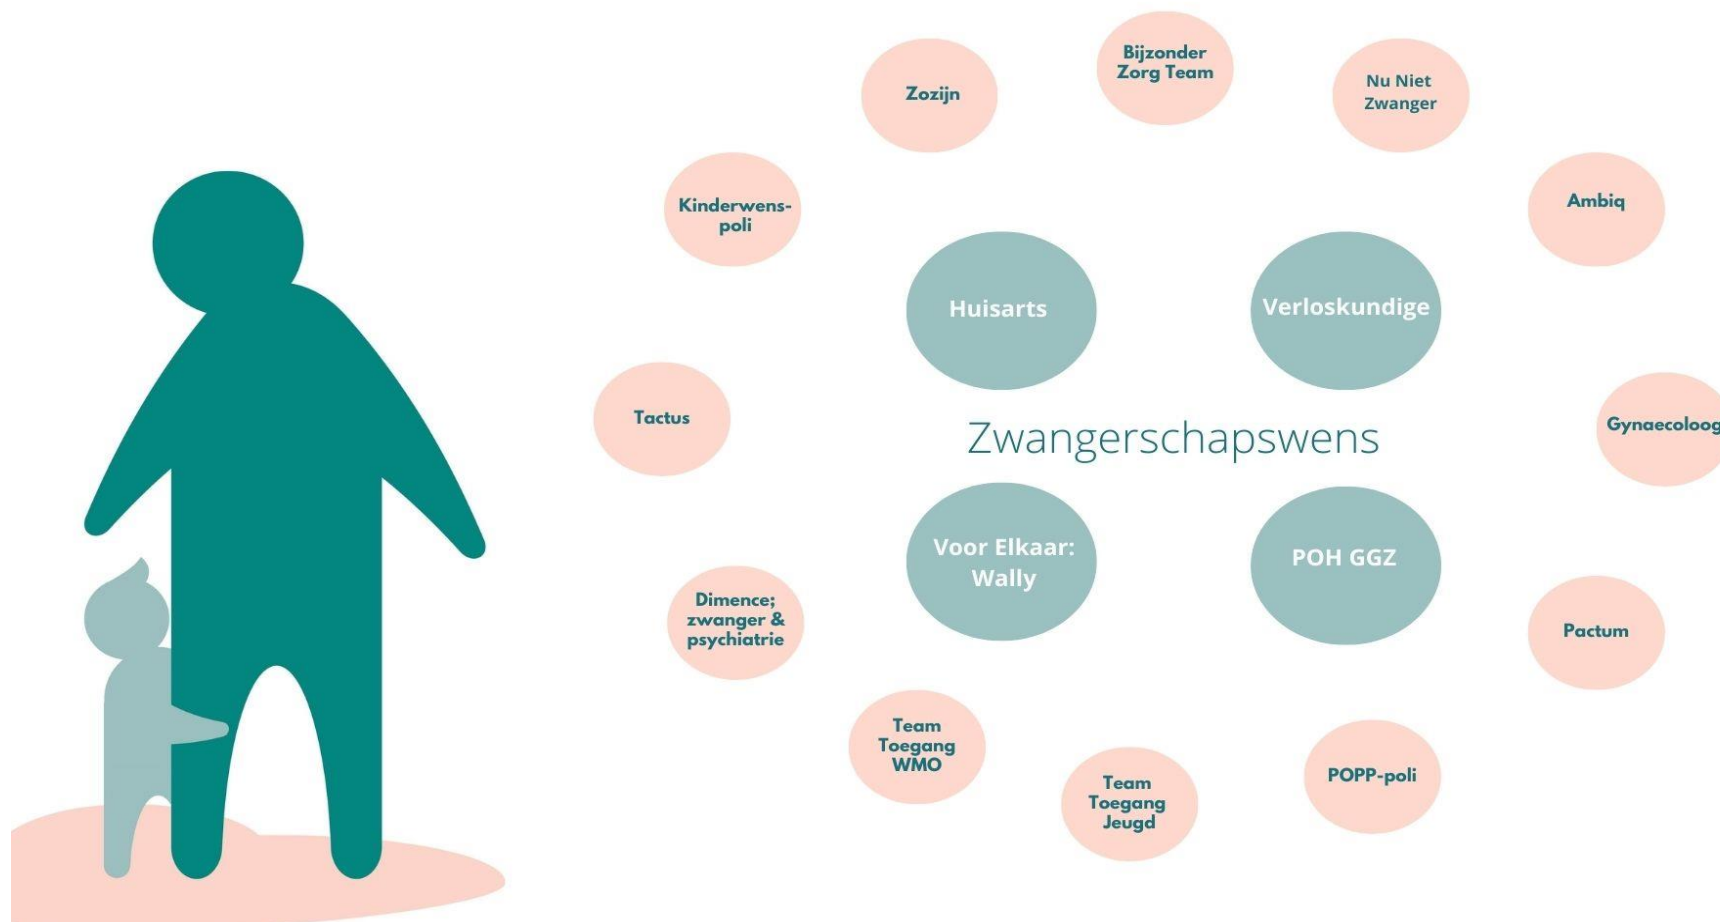 Bijzonder
Zorg Team
Zozijn
Nu Niet
Zwanger
Kinderwens-
poli
Ambiq
Huisarts
Verloskundige
Tactus
Zwangerschapswens
Gynaecoloog
Voor Elkaar:
Wally
POH GGZ
Dimence;
zwanger &
psychiatrie
Pactum
Team
Toegang
WMO
Team
Toegang
Jeugd
POPP-poli